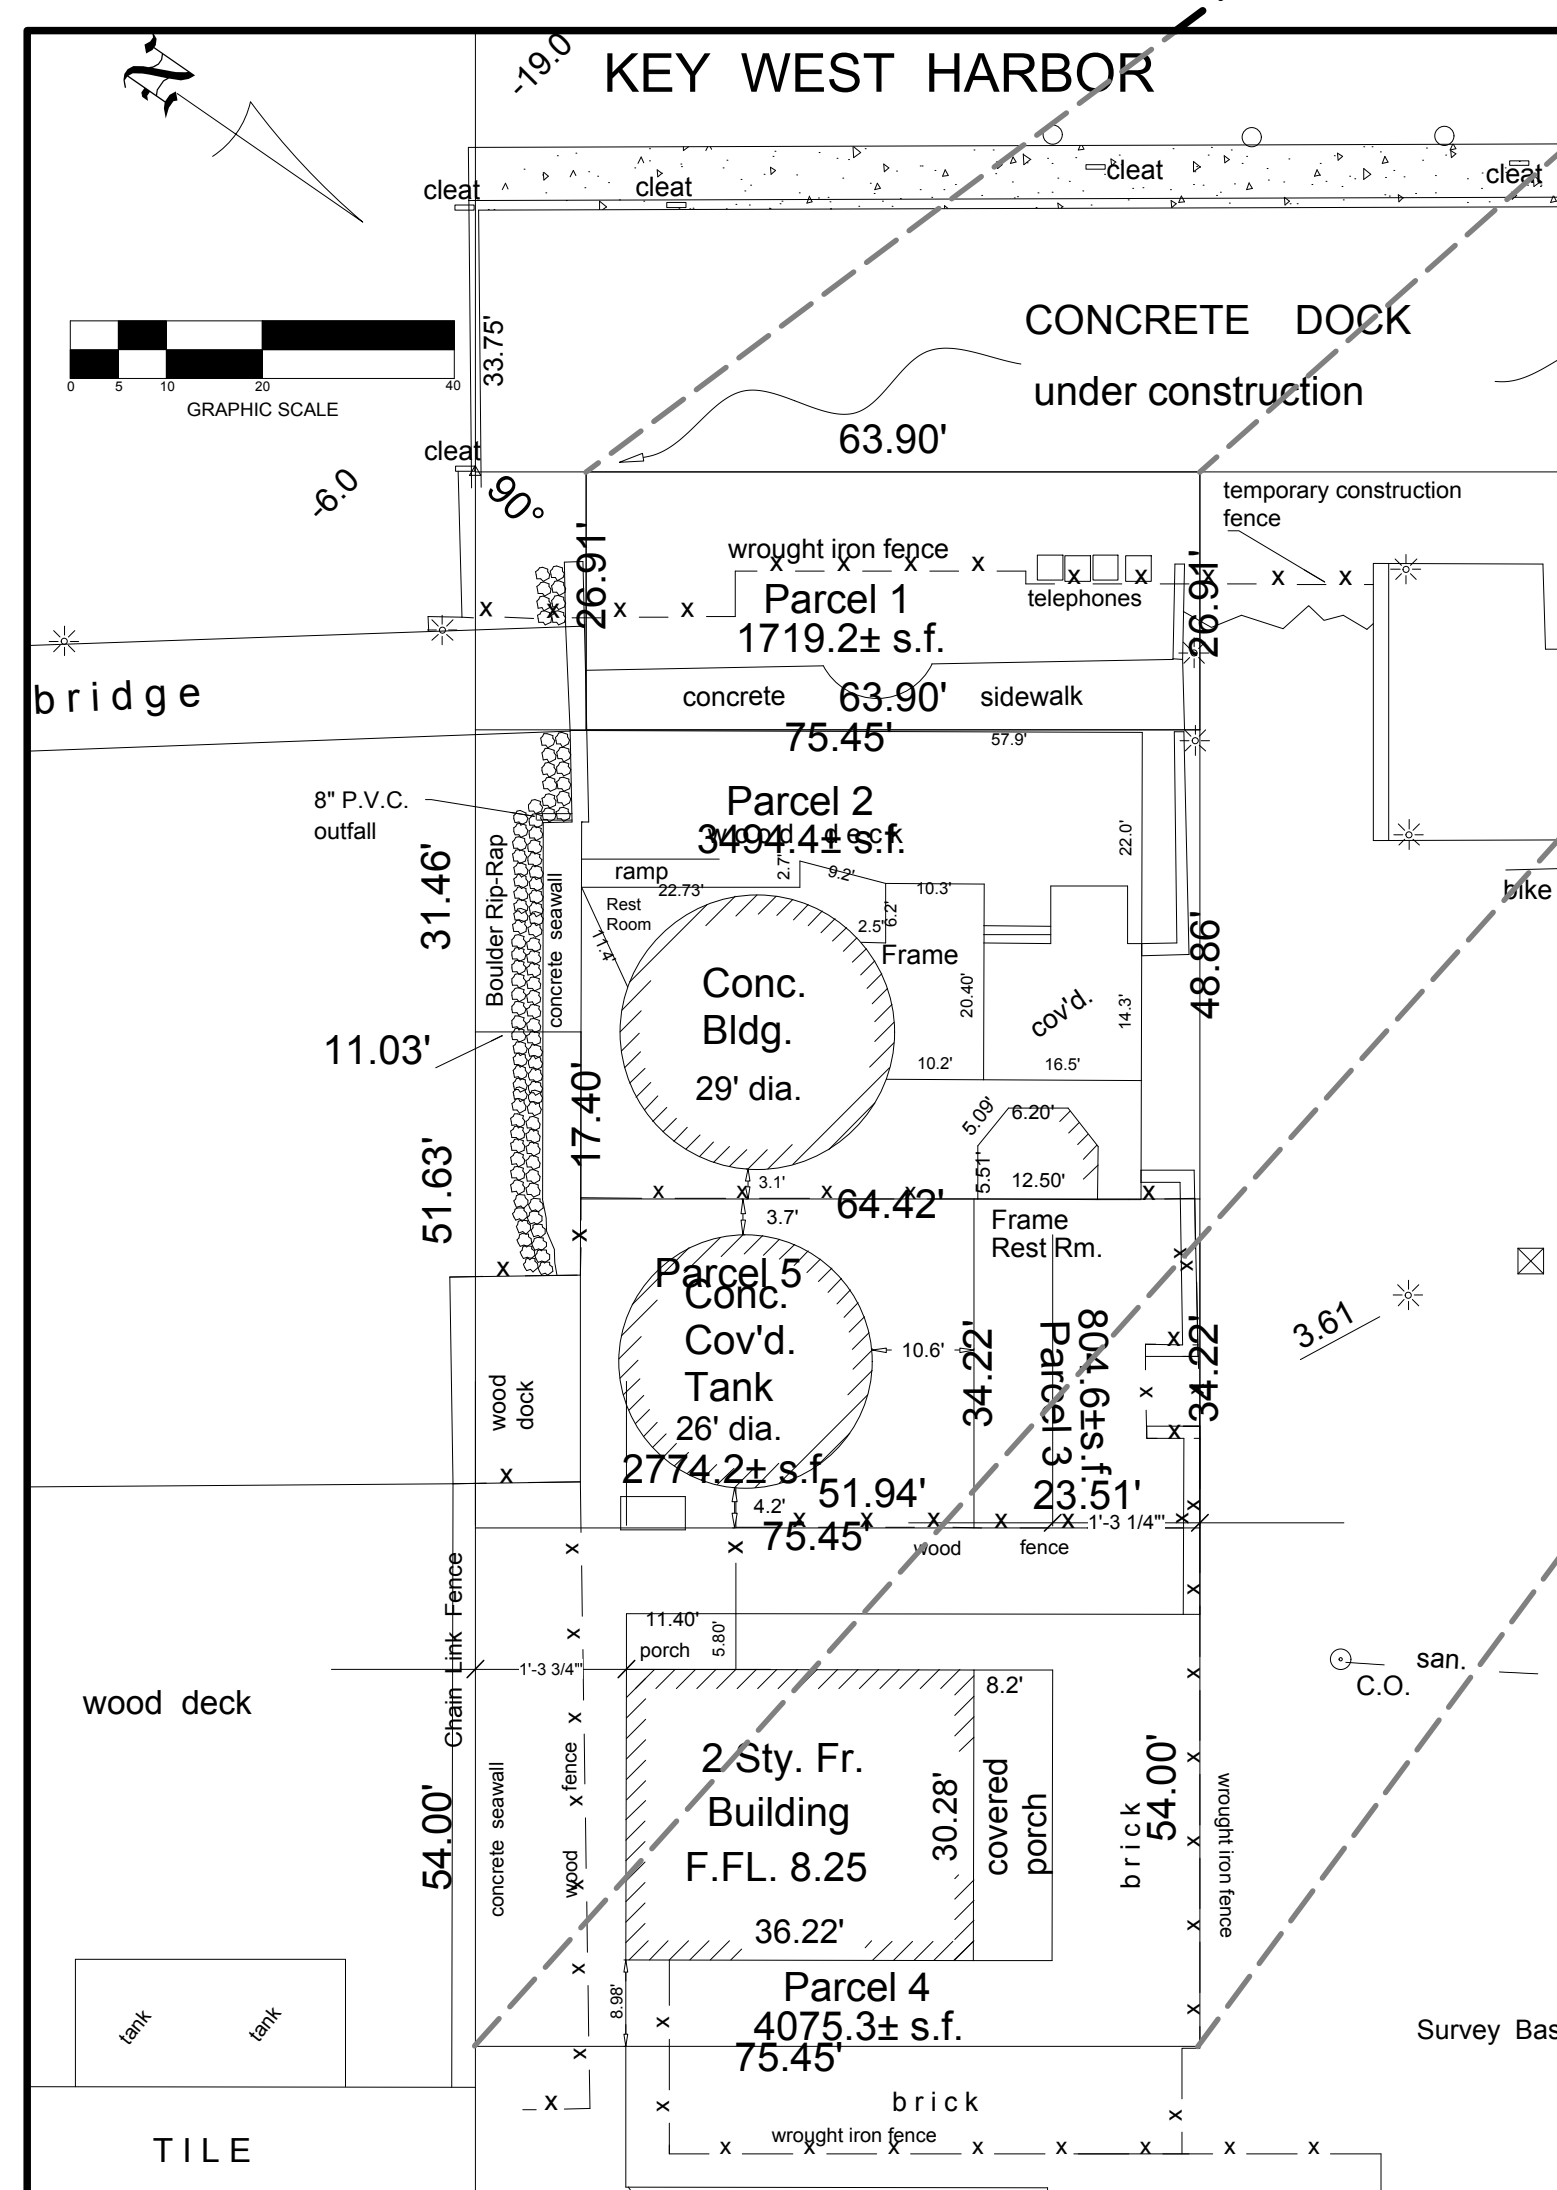 N
-19.0
KEY WEST HARBOR
cleat
cleat
cleat
cleat
33.75'
0 5 10 20 40
GRAPHIC SCALE
CONCRETE DOCK
under construction
63.90'
cleat
-6.0
90°
26.91'
temporary construction
fence
wrought iron fence
26.91'
Parcel 1
telephones
1719.2± s.f.
bridge
concrete
63.90'
sidewalk
75.45'
57.9'
8" P.V.C.
outfall
Parcel 2
wood deck
3494.4± s.f.
22.0'
31.46'
Boulder Rip-Rap
concrete seawall
ramp
22.73'
2.7'
9.2'
10.3'
bike
Rest
Room
11.4'
2.5'
6.2'
Frame
48.86'
Conc.
Bldg.
29' dia.
20.40'
cov'd.
14.3'
11.03'
10.2'
16.5'
17.40'
5.09'
6.20'
51.63'
5.51'
12.50'
3.1'
64.42'
3.7'
Frame
Rest Rm.
Parcel 5
Conc.
Cov'd.
Tank
26' dia.
2774.2± s.f.
10.6'
34.22'
Parcel 3
804.6±s.f.
34.22'
3.61
wood
dock
51.94'
23.51'
4.2'
75.45'
1'-3 1/4"'
wood fence
Chain Link Fence
11.40'
5.80'
porch
1'-3 3/4"'
san.
C.O.
wood deck
8.2'
2 Sty. Fr.
Building
F.FL. 8.25
36.22'
30.28'
covered
porch
brick
54.00'
wrought iron fence
54.00'
concrete seawall
wood fence
Parcel 4
8.98'
4075.3± s.f.
75.45'
tank
tank
Survey Bas
brick
wrought iron fence
TILE